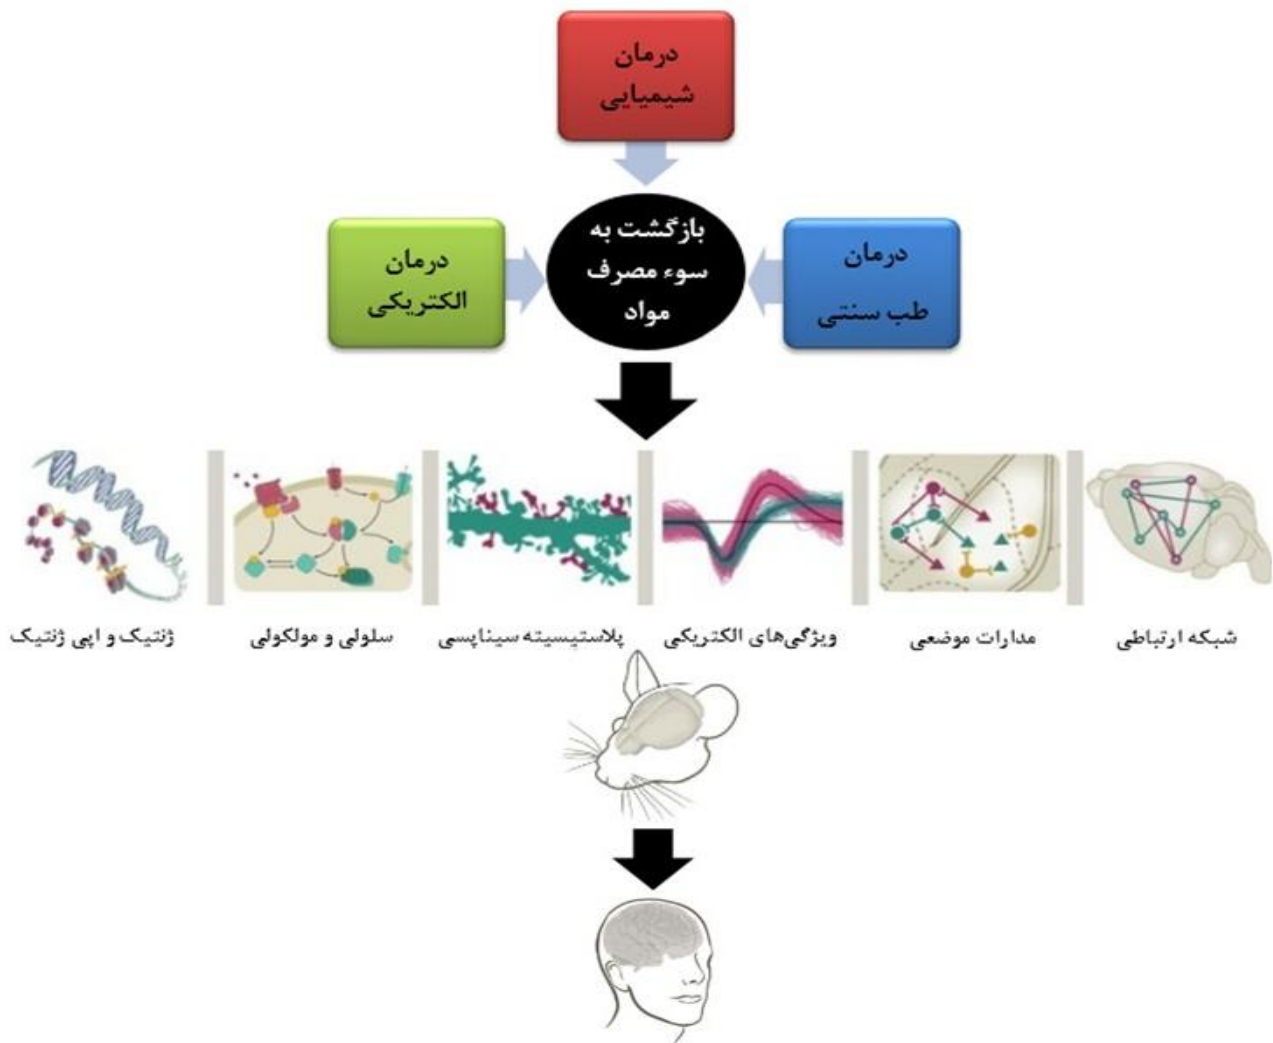 درمان
شیمیایی
بازگشت به
سوء مصرف
مواد
درمان
طب سنتی
درمان
الکتریکی
شبکه ارتباطی
مدارات موضعی
ویژگی‌های الکتریکی
پلاستیسیته سیناپسی
سلولی و مولکولی
ژنتیک و اپی ژنتیک